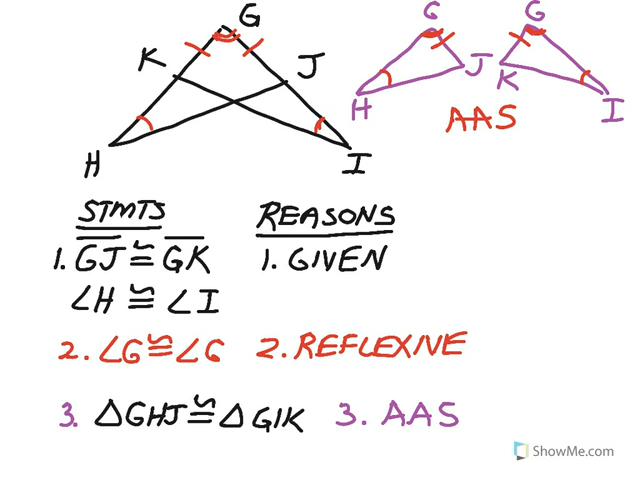 G
G
G
K
J
J
K
H
I
H
I
AAS
STMTS REASONS
1. GJ ≅ GK 1. GIVEN
∠H ≅ ∠I
2. ∠G ≅ ∠G 2. REFLEXIVE
3. △GHJ ≅ △GIK 3. AAS
ShowMe.com